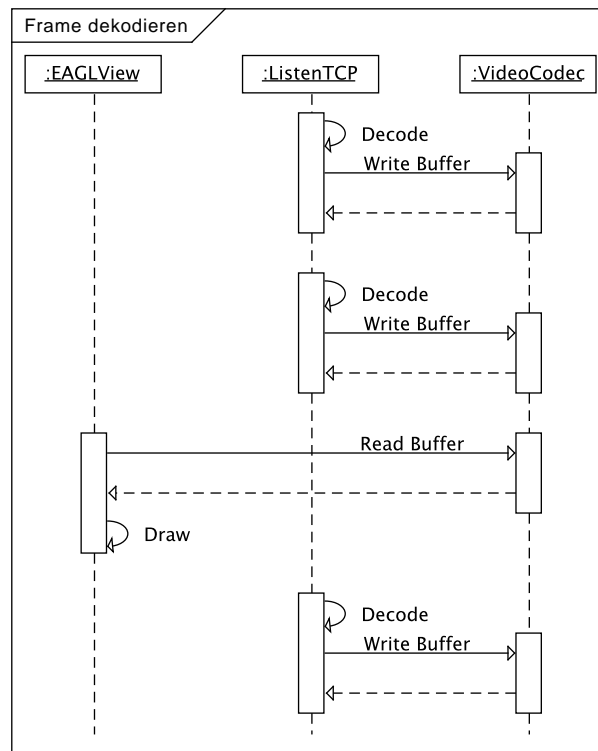 Frame dekodieren
:EAGLView
:ListenTCP
:VideoCodec
Decode
Write Buffer
Decode
Write Buffer
Read Buffer
Draw
Decode
Write Buffer